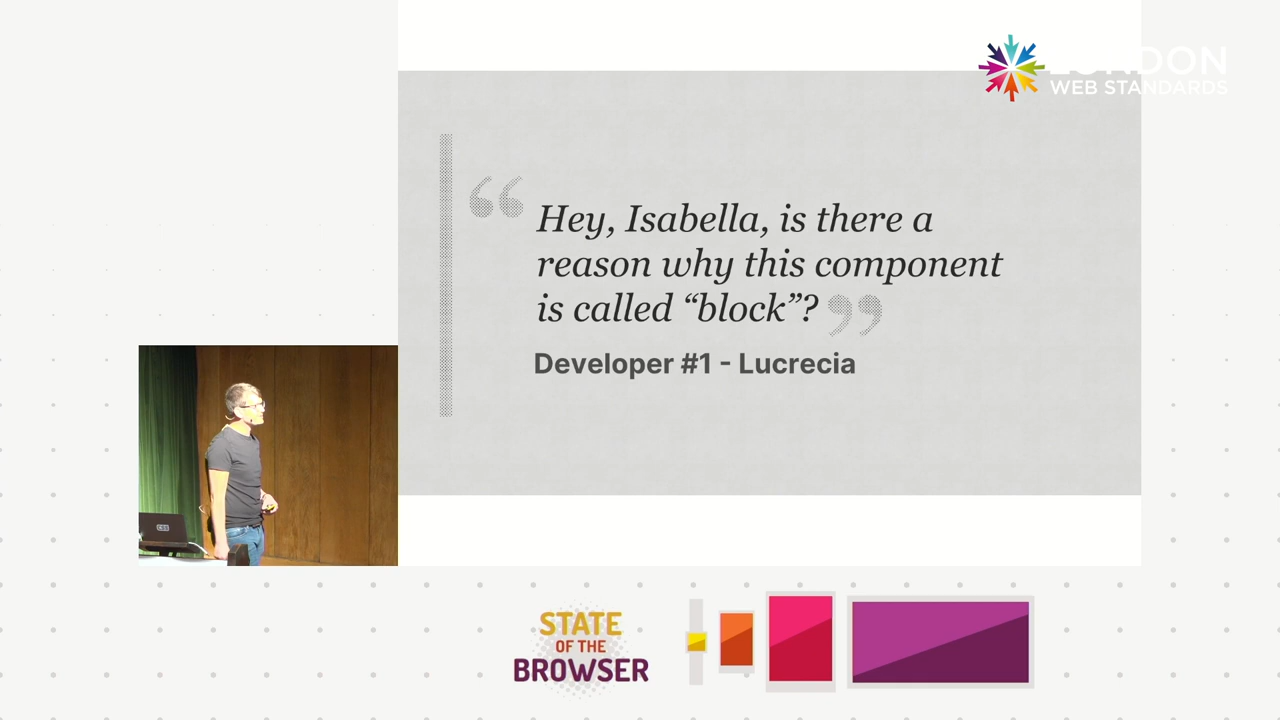 LONDON
WEB STANDARDS
“Hey, Isabella, is there a
reason why this component
is called “block”?”
Developer #1 - Lucrecia
STATE
OF THE
BROWSER